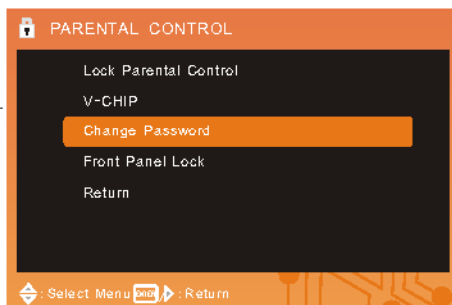 PARENTAL CONTROL
Lock Parental Control
V-CHIP
Change Password
Front Panel Lock
Return
: Select Menu / : Return